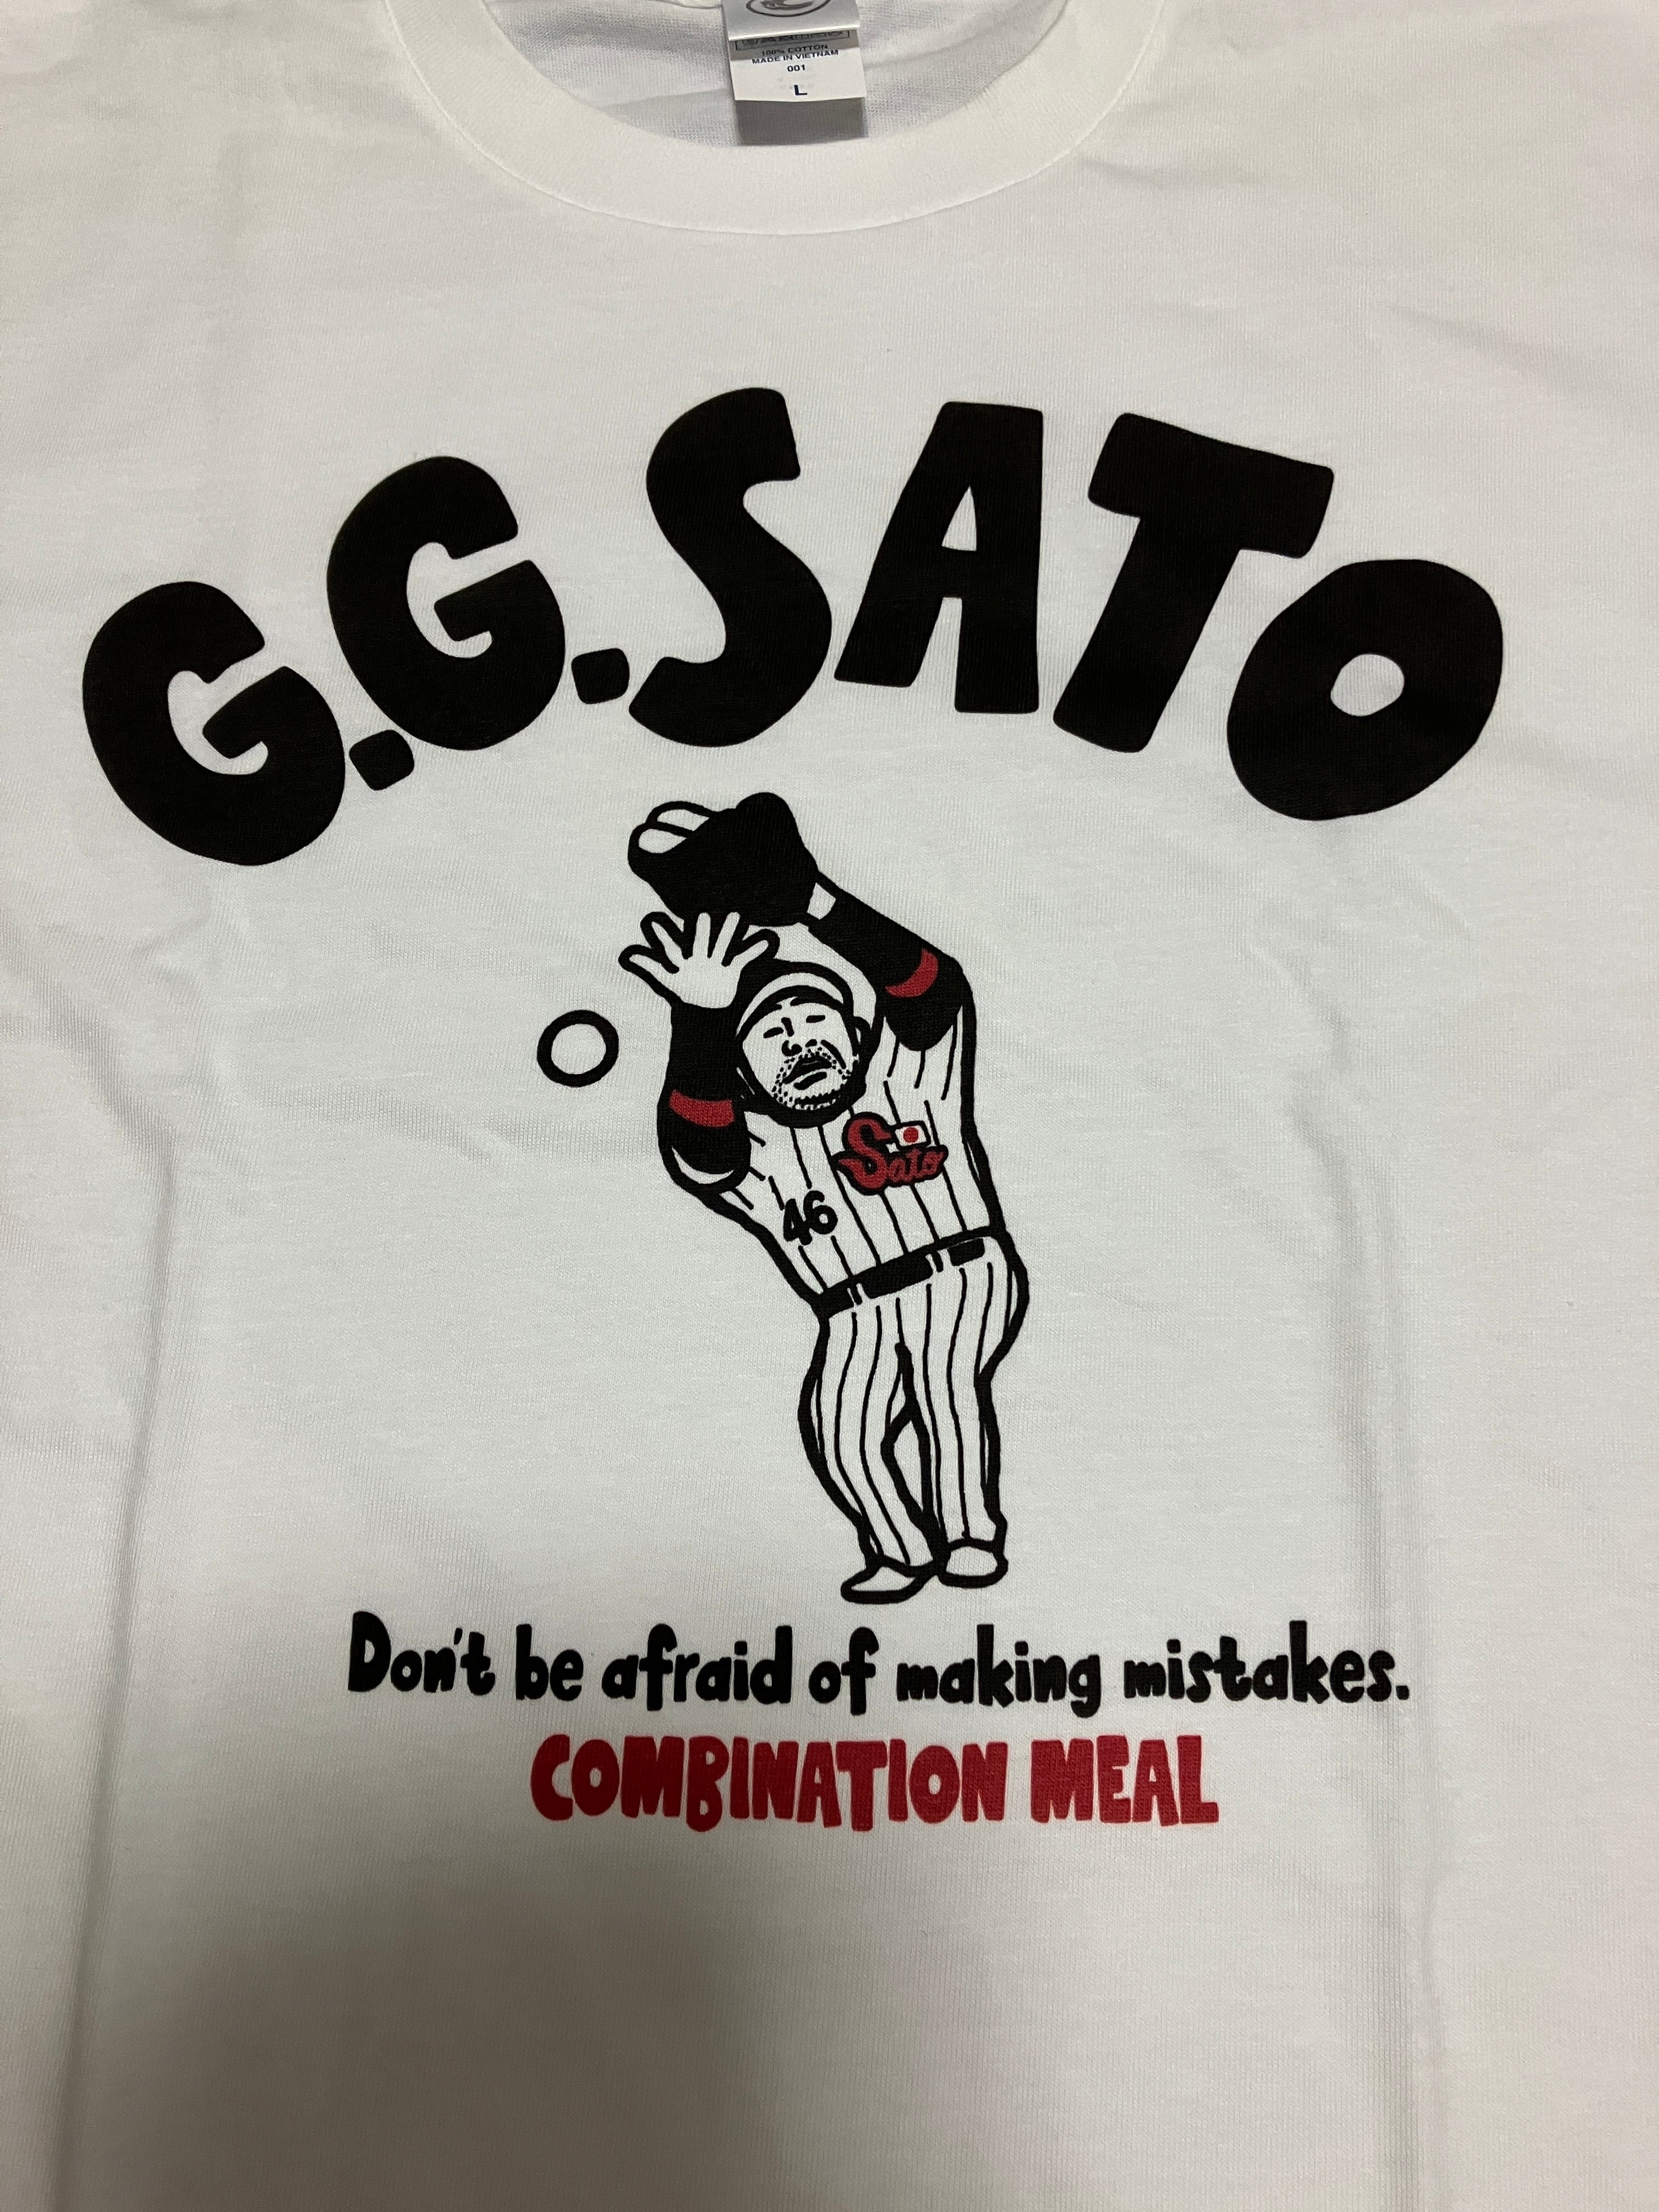 100% COTTON
MADE IN VIETNAM
001
L
G.G.SATO
Sato
46
Don't be afraid of making mistakes.
COMBINATION MEAL